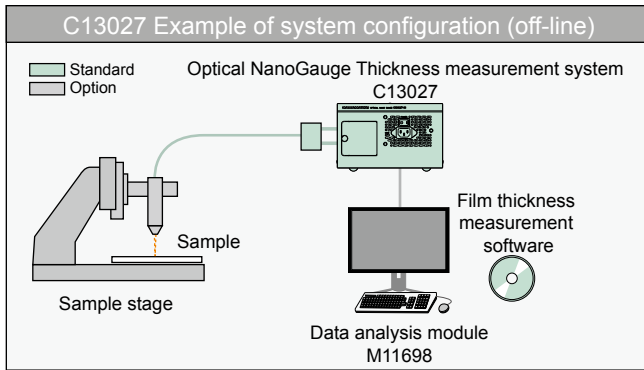 C13027 Example of system configuration (off-line)
Standard
Option
Optical NanoGauge Thickness measurement system
C13027
Sample
Sample stage
Film thickness
measurement
software
Data analysis module
M11698